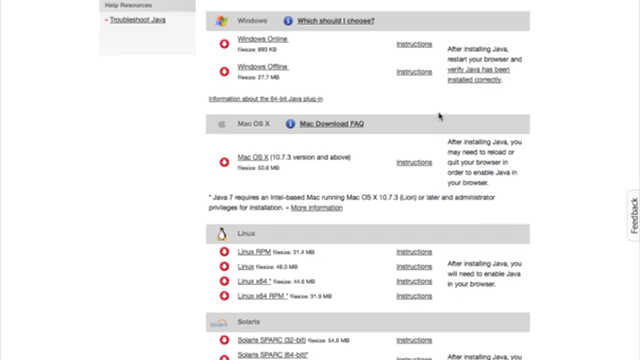 Help Resources
» Troubleshoot Java
Windows
Which should I choose?
Windows Online
filesize: 893 KB
Instructions
Windows Offline
filesize: 27.7 MB
Instructions
After installing Java,
restart your browser and
verify Java has been
installed correctly.
Information about the 64-bit Java plug-in
Mac OS X
Mac Download FAQ
Mac OS X (10.7.3 version and above)
filesize: 50.8 MB
Instructions
After installing Java, you
may need to reload or
quit your browser in
order to enable Java in
your browser.
* Java 7 requires an Intel-based Mac running Mac OS X 10.7.3 (Lion) or later and administrator
privileges for installation. » More information
Linux
Linux RPM filesize: 31.4 MB
Instructions
Linux filesize: 46.0 MB
Instructions
Linux x64 * filesize: 44.8 MB
Instructions
Linux x64 RPM * filesize: 31.9 MB
Instructions
After installing Java, you
will need to enable Java
in your browser.
Solaris
Solaris SPARC (32-bit) filesize: 54.6 MB
Instructions
Solaris SPARC (64-bit)*
Instructions
Feedback